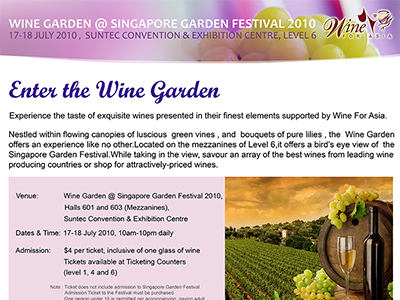 WINE GARDEN @ SINGAPORE GARDEN FESTIVAL 2010
17-18 JULY 2010 , SUNTEC CONVENTION & EXHIBITION CENTRE, LEVEL 6
Wine
FOR ASIA
Enter the Wine Garden
Experience the taste of exquisite wines presented in their finest elements supported by Wine For Asia.
Nestled within flowing canopies of luscious green vines , and bouquets of pure lilies , the Wine Garden
offers an experience like no other.Located on the mezzanines of Level 6,it offers a bird's eye view of the
Singapore Garden Festival.While taking in the view, savour an array of the best wines from leading wine
producing countries or shop for attractively-priced wines.
Venue: Wine Garden @ Singapore Garden Festival 2010,
Halls 601 and 603 (Mezzanines),
Suntec Convention & Exhibition Centre
Dates & Time: 17-18 July 2010, 10am-10pm daily
Admission: $4 per ticket, inclusive of one glass of wine
Tickets available at Ticketing Counters
(level 1, 4 and 6)
Note : Ticket does not include admission to Singapore Garden Festival
Admission Ticket to the Festival must be purchased.